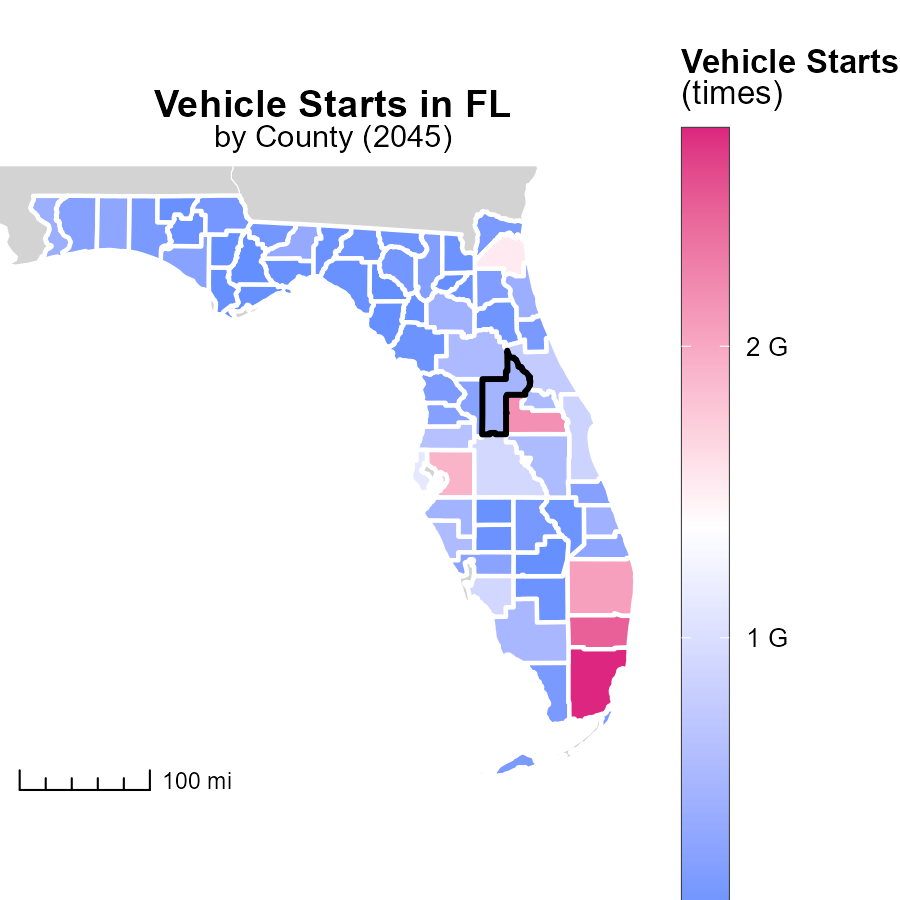 Vehicle Starts in FL
by County (2045)
Vehicle Starts
(times)
2 G
1 G
100 mi